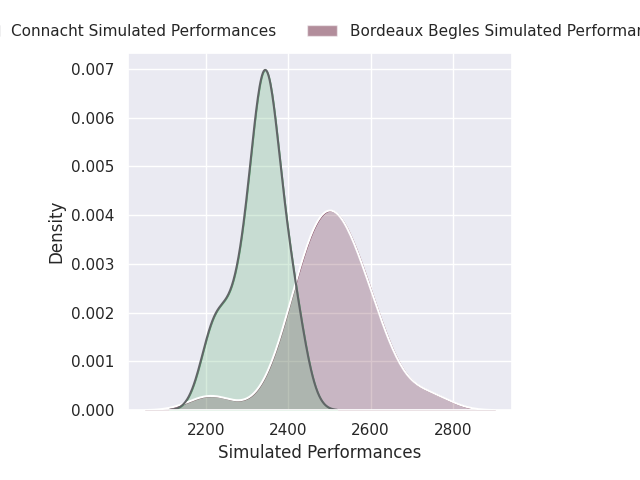 Connacht Simulated Performances
Bordeaux Begles Simulated
0.007
0.006
0.005
0.004
0.003
0.002
0.001
0.000
Density
2200 2400 2600 2800
Simulated Performances